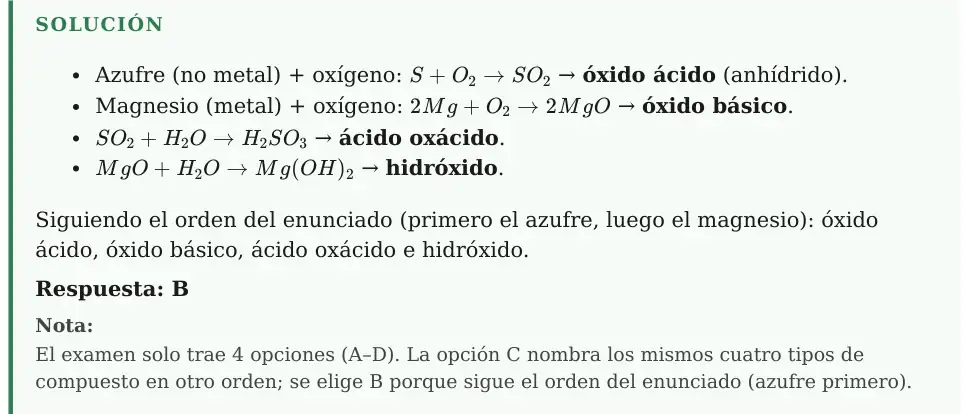 SOLUCIÓN
• Azufre (no metal) + oxígeno: S + O₂ → SO₂ → óxido ácido (anhídrido).
• Magnesio (metal) + oxígeno: 2Mg + O₂ → 2MgO → óxido básico.
• SO₂ + H₂O → H₂SO₃ → ácido oxácido.
• MgO + H₂O → Mg(OH)₂ → hidróxido.
Siguiendo el orden del enunciado (primero el azufre, luego el magnesio): óxido
ácido, óxido básico, ácido oxácido e hidróxido.
Respuesta: B
Nota:
El examen solo trae 4 opciones (A–D). La opción C nombra los mismos cuatro tipos de
compuesto en otro orden; se elige B porque sigue el orden del enunciado (azufre primero).